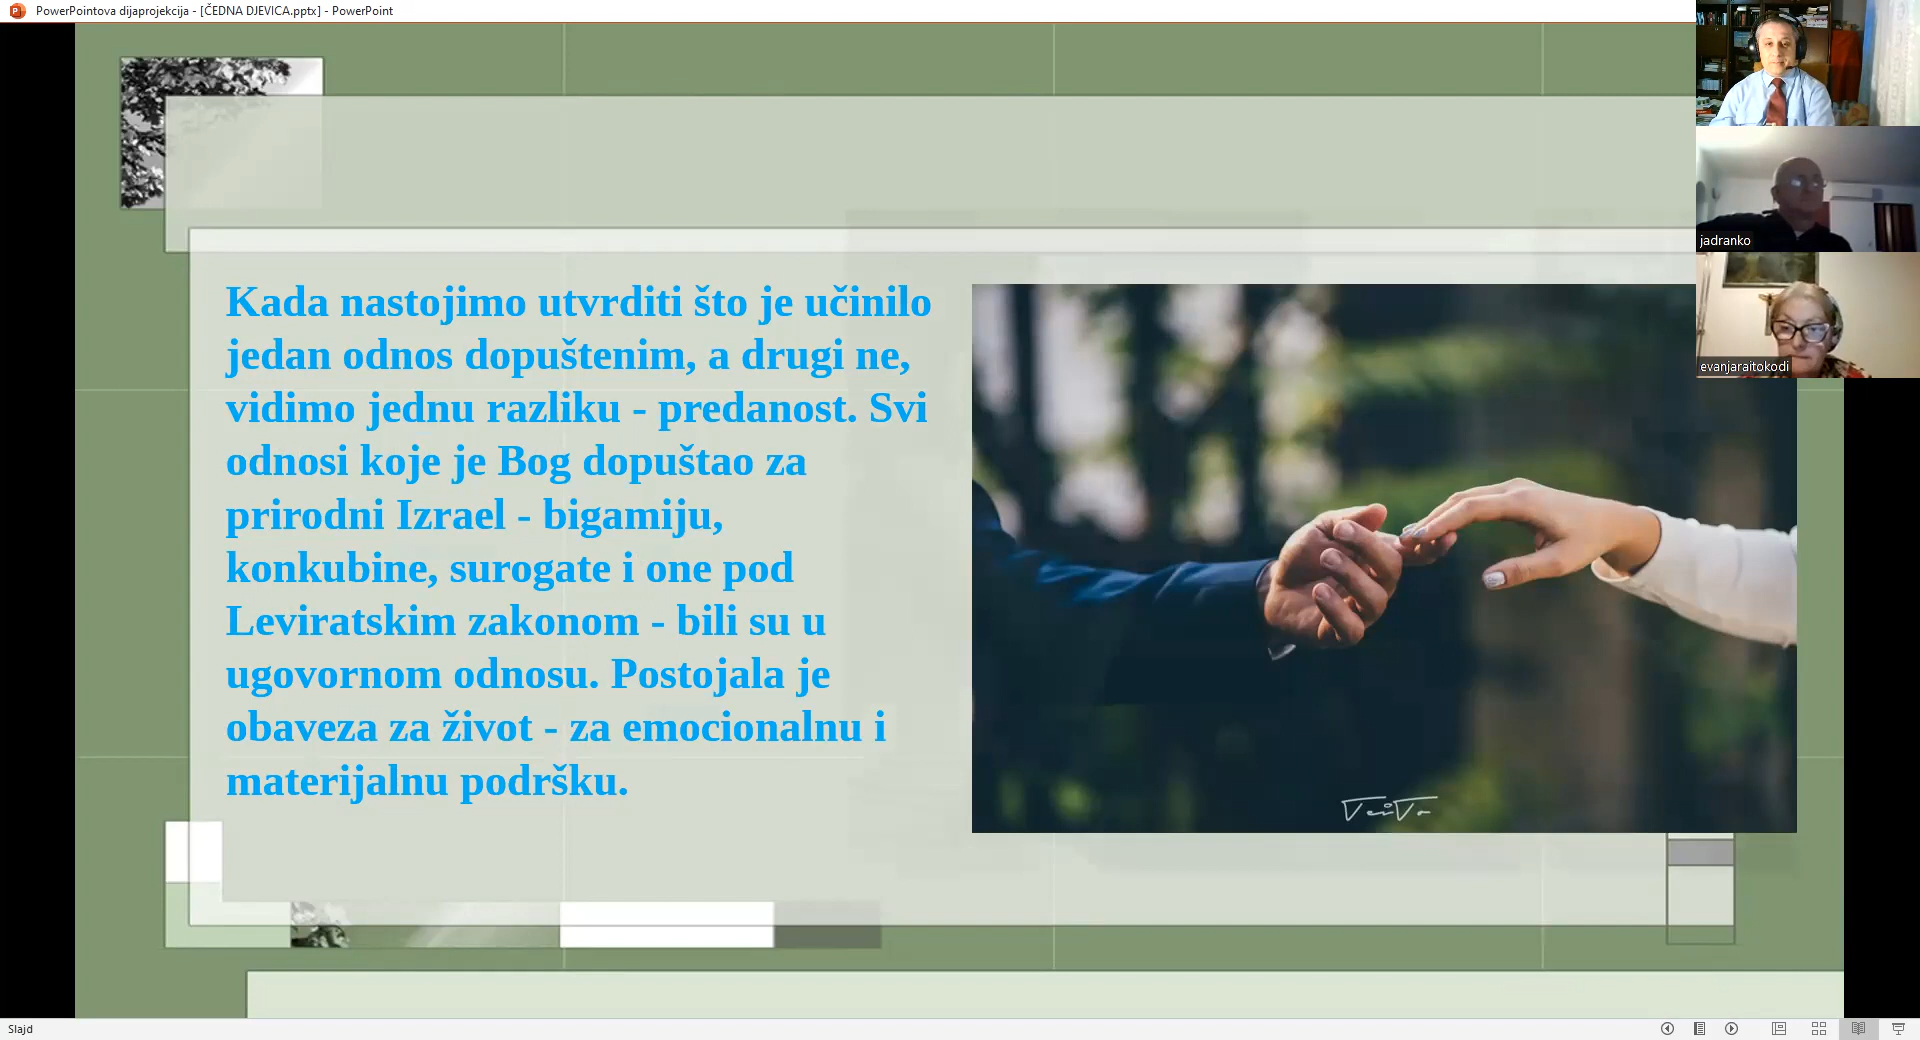 PowerPointova dijaprojekcija - [ČEDNA DJEVICA.pptx] - PowerPoint
jadranko
evanjaraitokodi
Kada nastojimo utvrditi što je učinilo
jedan odnos dopuštenim, a drugi ne,
vidimo jednu razliku - predanost. Svi
odnosi koje je Bog dopuštao za
prirodni Izrael - bigamiju,
konkubine, surogate i one pod
Leviratskim zakonom - bili su u
ugovornom odnosu. Postojala je
obaveza za život - za emocionalnu i
materijalnu podršku.
Slajd